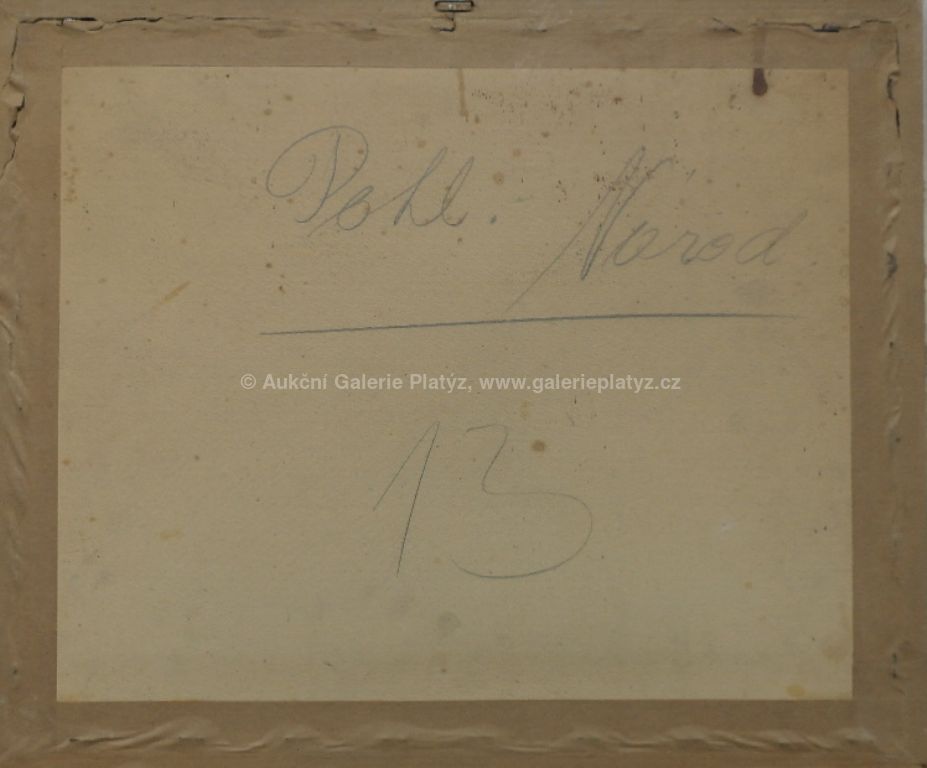 Pohl. Národ
© Aukční Galerie Platýz, www.galerieplatyz.cz
13